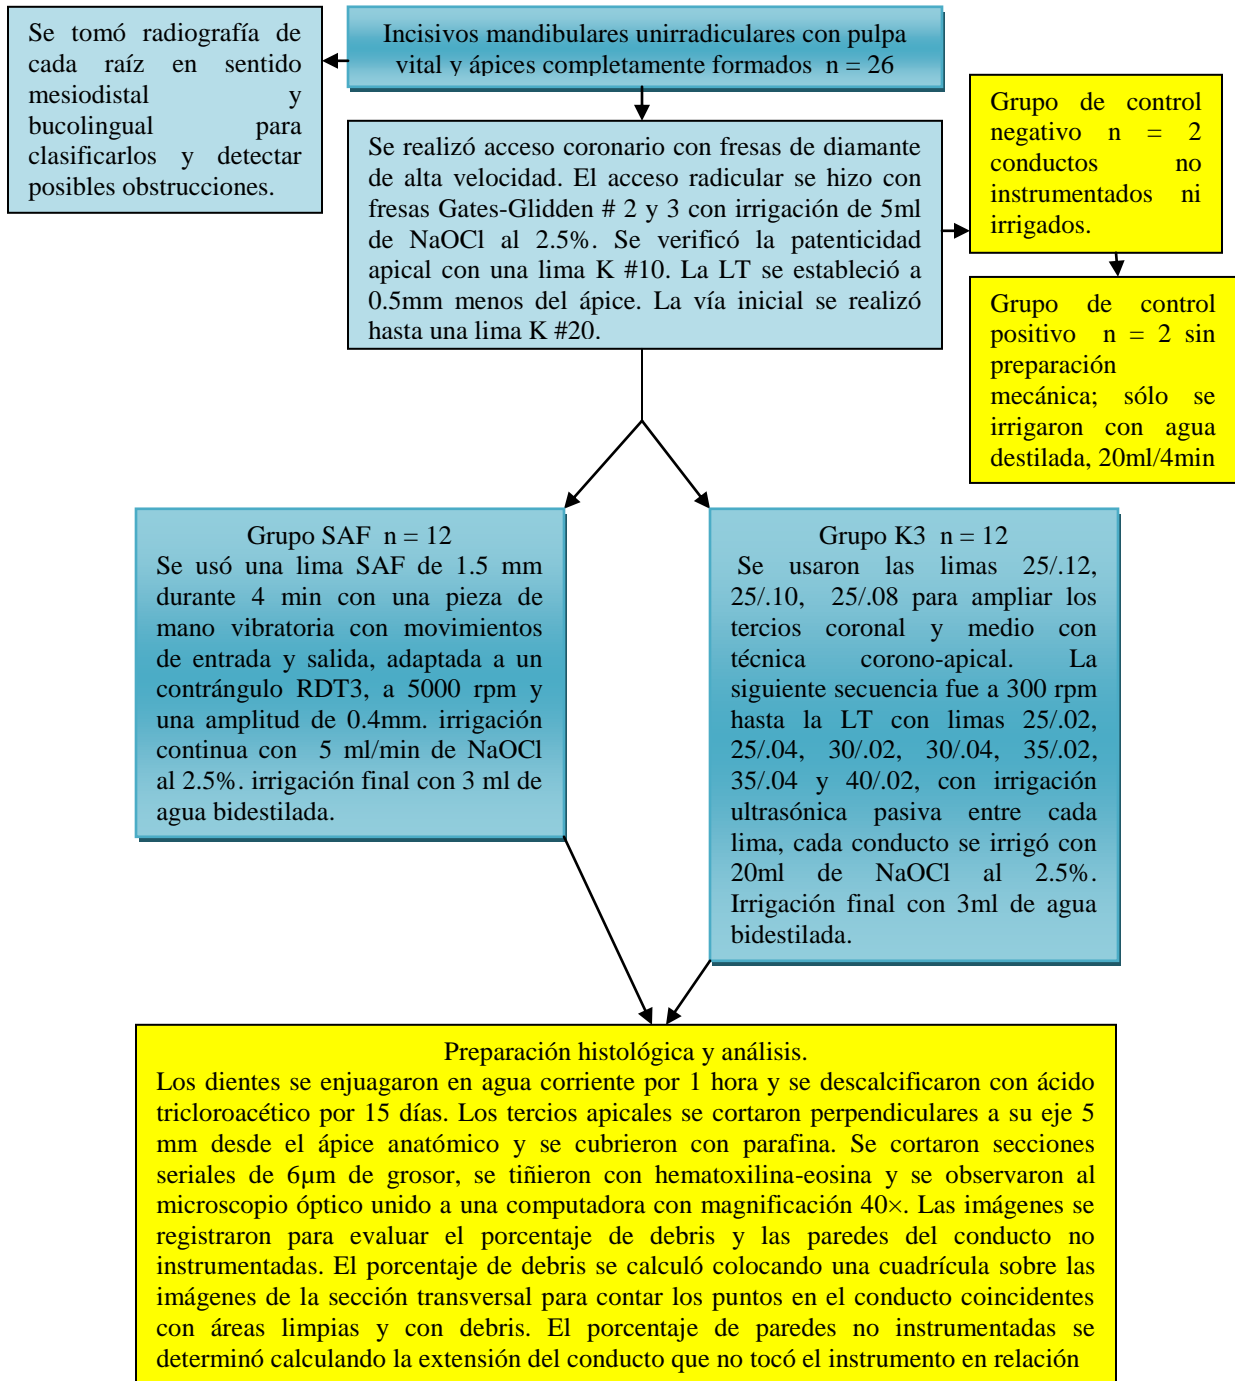 Se tomó radiografía de
cada raíz en sentido
mesiodistal y
bucolingual para
clasificarlos y detectar
posibles obstrucciones.
Incisivos mandibulares unirradiculares con pulpa
vital y ápices completamente formados n = 26
Se realizó acceso coronario con fresas de diamante
de alta velocidad. El acceso radicular se hizo con
fresas Gates-Glidden # 2 y 3 con irrigación de 5ml
de NaOCl al 2.5%. Se verificó la patenticidad
apical con una lima K #10. La LT se estableció a
0.5mm menos del ápice. La vía inicial se realizó
hasta una lima K #20.
Grupo de control
negativo n = 2
conductos no
instrumentados ni
irrigados.
Grupo de control
positivo n = 2 sin
preparación
mecánica; sólo se
irrigaron con agua
destilada, 20ml/4min
Grupo SAF n = 12
Se usó una lima SAF de 1.5 mm
durante 4 min con una pieza de
mano vibratoria con movimientos
de entrada y salida, adaptada a un
contrángulo RDT3, a 5000 rpm y
una amplitud de 0.4mm. irrigación
continua con 5 ml/min de NaOCl
al 2.5%. irrigación final con 3 ml de
agua bidestilada.
Grupo K3 n = 12
Se usaron las limas 25/.12,
25/.10, 25/.08 para ampliar los
tercios coronal y medio con
técnica corono-apical. La
siguiente secuencia fue a 300 rpm
hasta la LT con limas 25/.02,
25/.04, 30/.02, 30/.04, 35/.02,
35/.04 y 40/.02, con irrigación
ultrasónica pasiva entre cada
lima, cada conducto se irrigó con
20ml de NaOCl al 2.5%.
Irrigación final con 3ml de agua
bidestilada.
Preparación histológica y análisis.
Los dientes se enjuagaron en agua corriente por 1 hora y se descalcificaron con ácido
tricloroacético por 15 días. Los tercios apicales se cortaron perpendiculares a su eje 5
mm desde el ápice anatómico y se cubrieron con parafina. Se cortaron secciones
seriales de 6µm de grosor, se tiñieron con hematoxilina-eosina y se observaron al
microscopio óptico unido a una computadora con magnificación 40×. Las imágenes se
registraron para evaluar el porcentaje de debris y las paredes del conducto no
instrumentadas. El porcentaje de debris se calculó colocando una cuadrícula sobre las
imágenes de la sección transversal para contar los puntos en el conducto coincidentes
con áreas limpias y con debris. El porcentaje de paredes no instrumentadas se
determinó calculando la extensión del conducto que no tocó el instrumento en relación